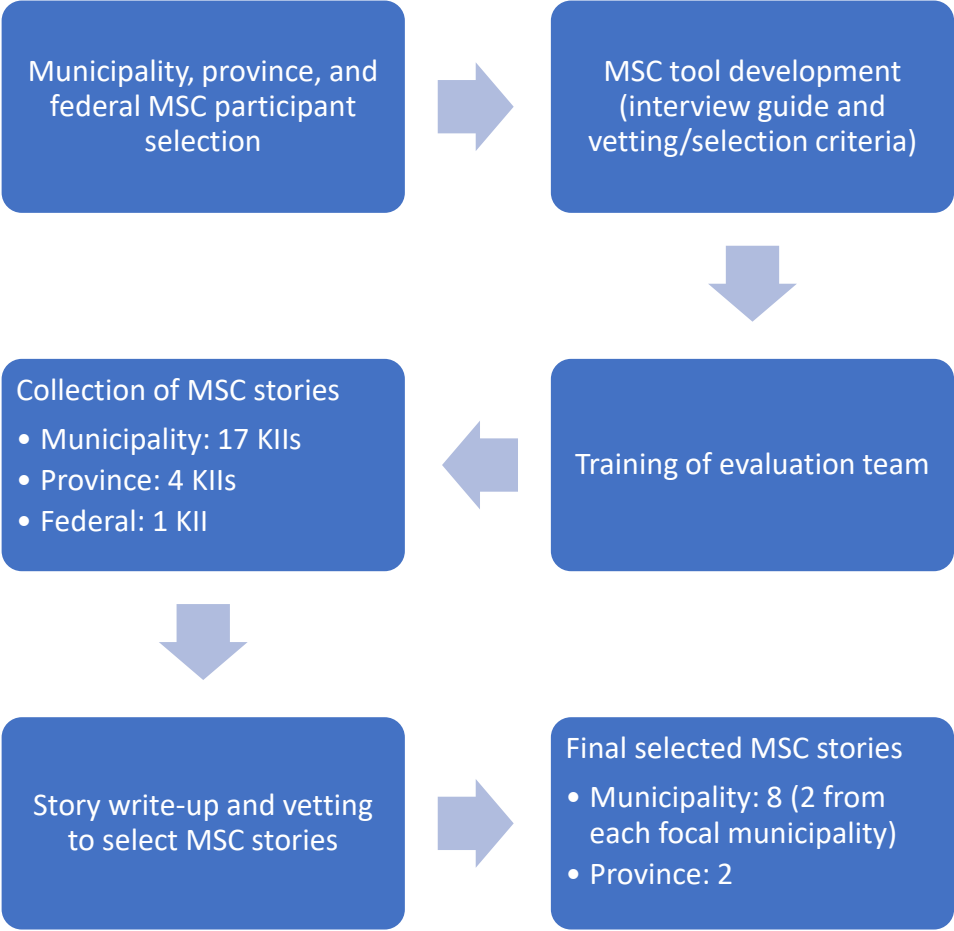 Municipality, province, and
federal MSC participant
selection
MSC tool development
(interview guide and
vetting/selection criteria)
Training of evaluation team
Collection of MSC stories
• Municipality: 17 KIIs
• Province: 4 KIIs
• Federal: 1 KII
Story write-up and vetting
to select MSC stories
Final selected MSC stories
• Municipality: 8 (2 from
each focal municipality)
• Province: 2